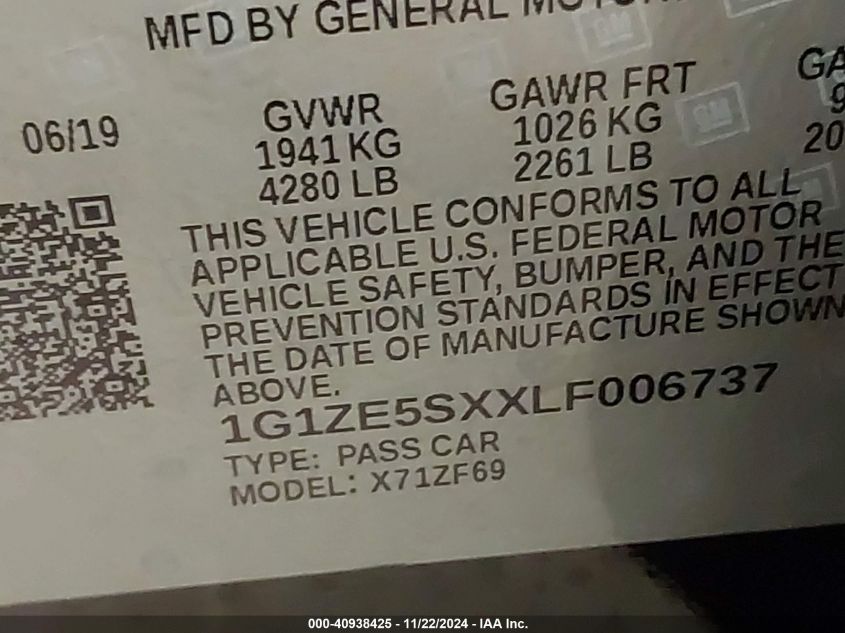 MFD BY GENERAL
06/19
GVWR
1941 KG
4280 LB
GAWR FRT
1026 KG
2261 LB
THIS VEHICLE CONFORMS TO ALL
APPLICABLE U.S. FEDERAL MOTOR
VEHICLE SAFETY, BUMPER, AND THE
PREVENTION STANDARDS IN EFFECT
THE DATE OF MANUFACTURE SHOWN
ABOVE.
1G1ZE5SXXLF006737
TYPE: PASS CAR
MODEL: X71ZF69
000-40938425 - 11/22/2024 - IAA Inc.